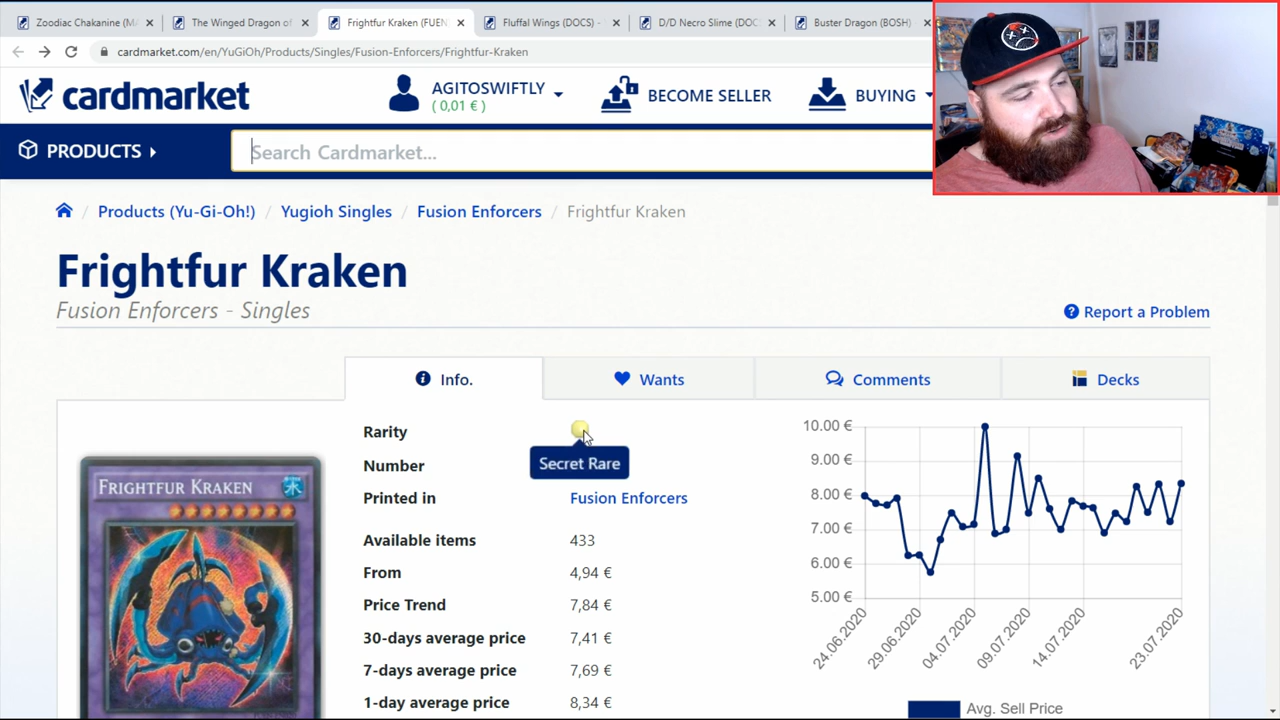 Zoodiac Chakanine (M
The Winged Dragon of
Frightfur Kraken (FUEN
Fluffal Wings (DOCS) -
D/D Necro Slime (DOC
Buster Dragon (BOSH)
cardmarket.com/en/YuGiOh/Products/Singles/Fusion-Enforcers/Frightfur-Kraken
cardmarket
AGITOSWIFTLY
( 0,01 € )
BECOME SELLER
BUYING
PRODUCTS
Search Cardmarket...
/ Products (Yu-Gi-Oh!) / Yugioh Singles / Fusion Enforcers / Frightfur Kraken
Frightfur Kraken
Fusion Enforcers - Singles
Report a Problem
Info.
Wants
Comments
Decks
Rarity
Secret Rare
Number
Printed in Fusion Enforcers
Available items 433
From 4,94 €
Price Trend 7,84 €
30-days average price 7,41 €
7-days average price 7,69 €
1-day average price 8,34 €
FRIGHTFUR KRAKEN
10.00 €
9.00 €
8.00 €
7.00 €
6.00 €
5.00 €
24.06.2020
29.06.2020
04.07.2020
09.07.2020
14.07.2020
23.07.2020
Avg. Sell Price